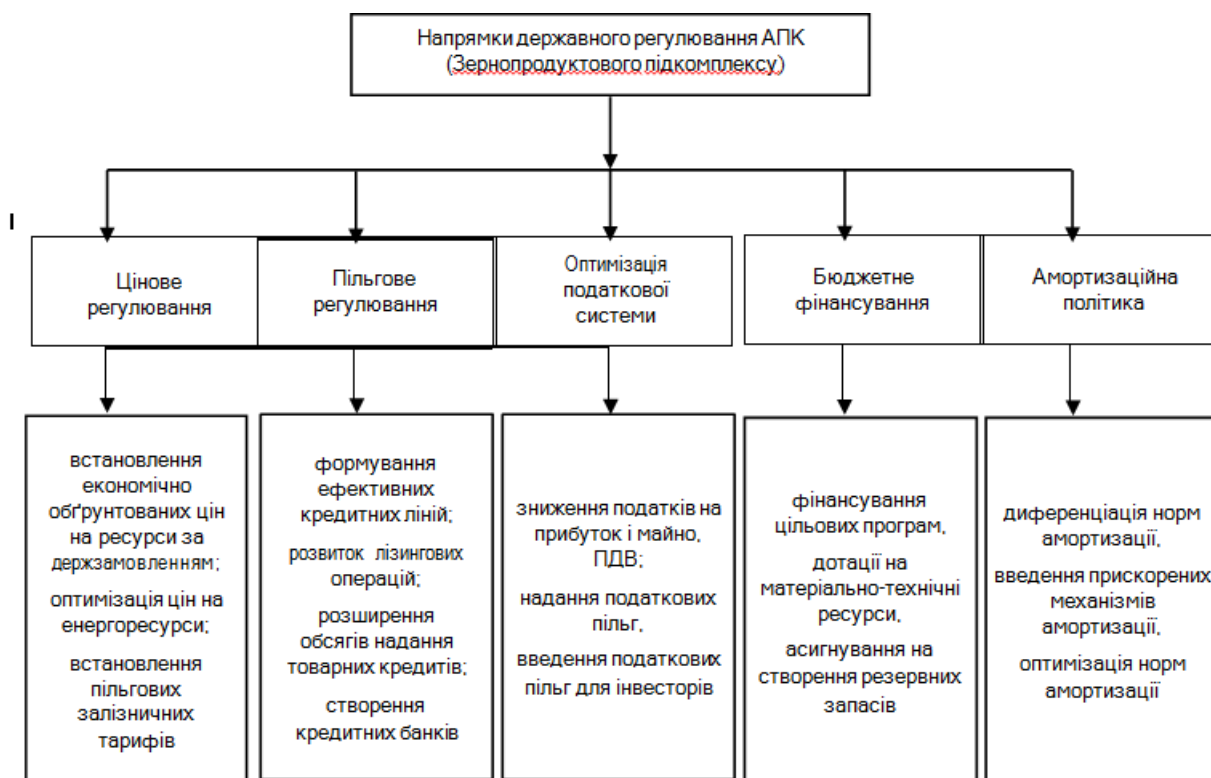 Напрямки державного регулювання АПК
(Зернопродуктового підкомплексу)
І
Цінове
регулювання
Пільгове
регулювання
Оптимізація
податкової
системи
Бюджетне
фінансування
Амортизаційна
політика
встановлення
економічно
обґрунтованих цін
на ресурси за
держзамовленням;
оптимізація цін на
енергоресурси;
встановлення
пільгових
залізничних
тарифів
формування
ефективних
кредитних ліній;
розвиток лізингових
операцій;
розширення
обсягів надання
товарних кредитів;
створення
кредитних банків
зниження податків на
прибуток і майно,
ПДВ;
надання податкових
пільг,
введення податкових
пільг для інвесторів
фінансування
цільових програм,
дотації на
матеріально-технічні
ресурси,
асигнування на
створення резервних
запасів
диференціація норм
амортизації,
введення прискорених
механізмів
амортизації,
оптимізація норм
амортизації